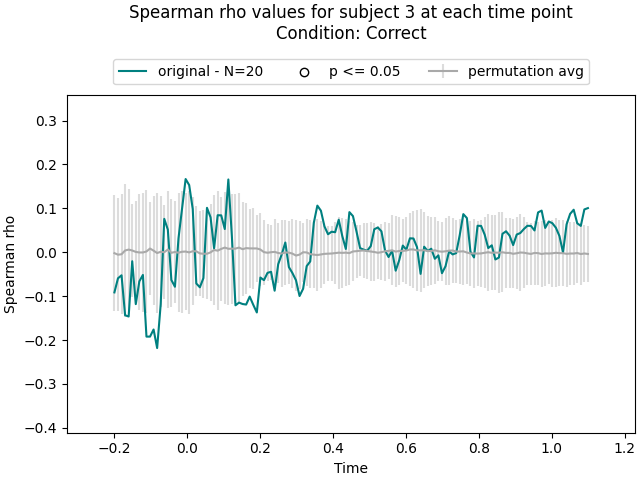 Spearman rho values for subject 3 at each time point
Condition: Correct
original - N=20
p <= 0.05
permutation avg
0.3
0.2
0.1
0.0
−0.1
−0.2
−0.3
−0.4
Spearman rho
−0.2
0.0
0.2
0.4
0.6
0.8
1.0
1.2
Time